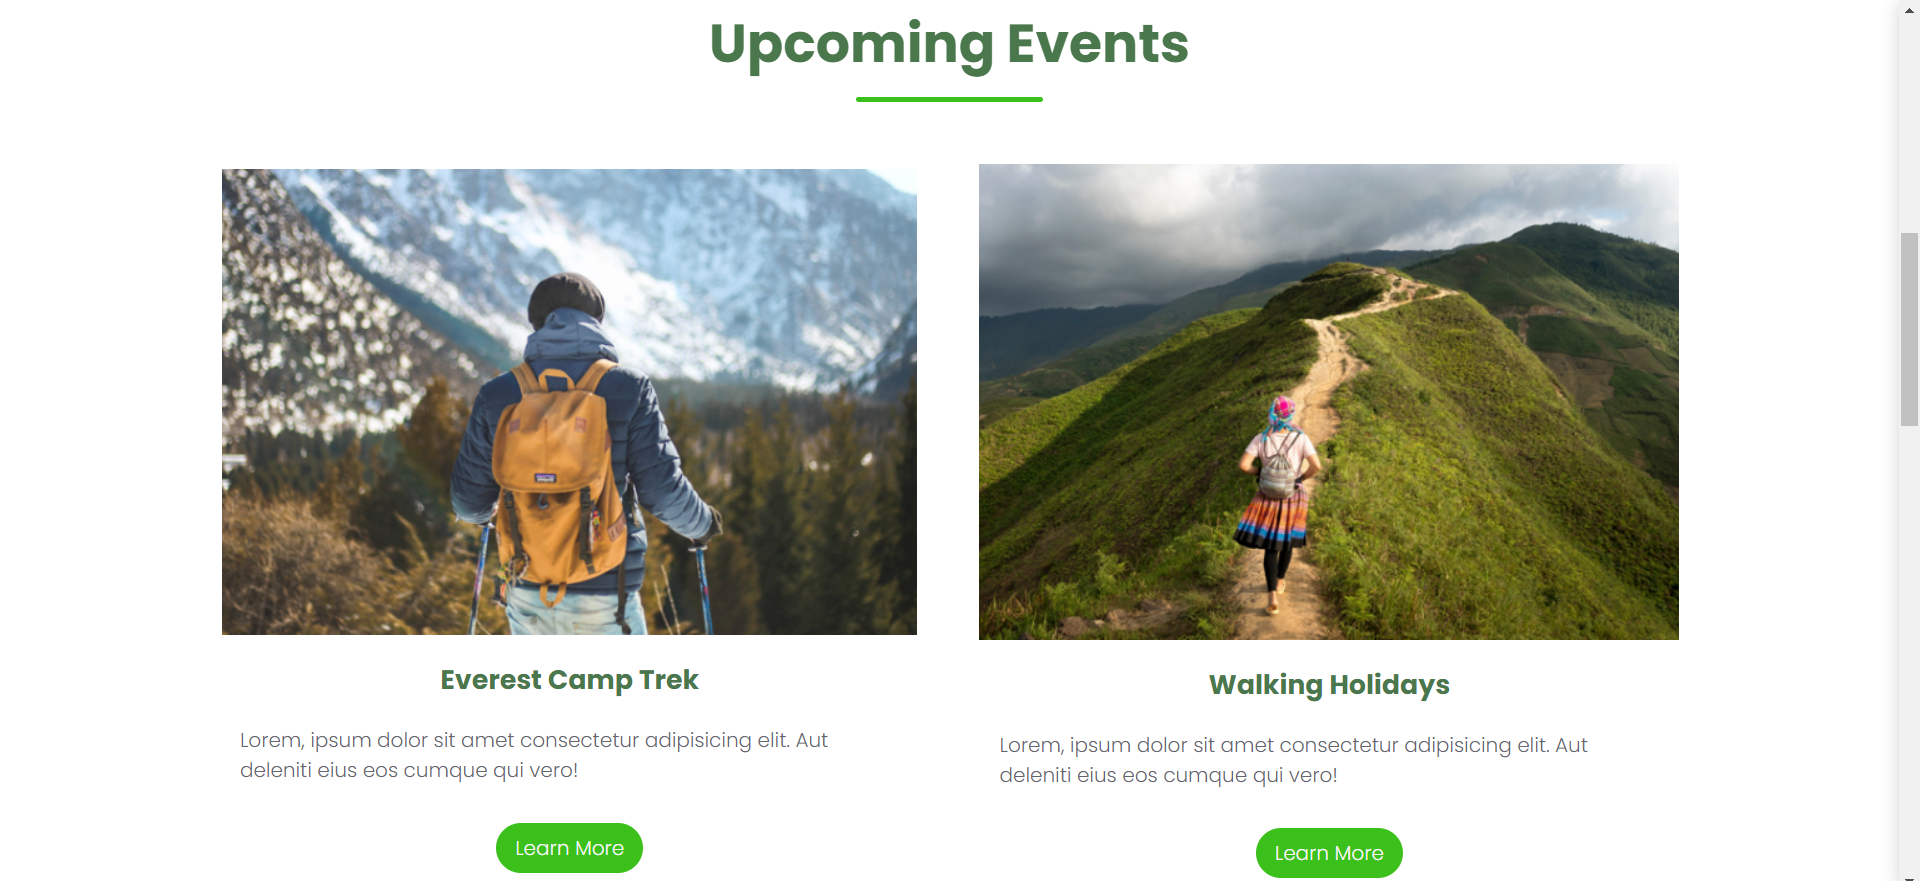 Upcoming Events
Everest Camp Trek
Lorem, ipsum dolor sit amet consectetur adipisicing elit. Aut
deleniti eius eos cumque qui vero!
Learn More
Walking Holidays
Lorem, ipsum dolor sit amet consectetur adipisicing elit. Aut
deleniti eius eos cumque qui vero!
Learn More